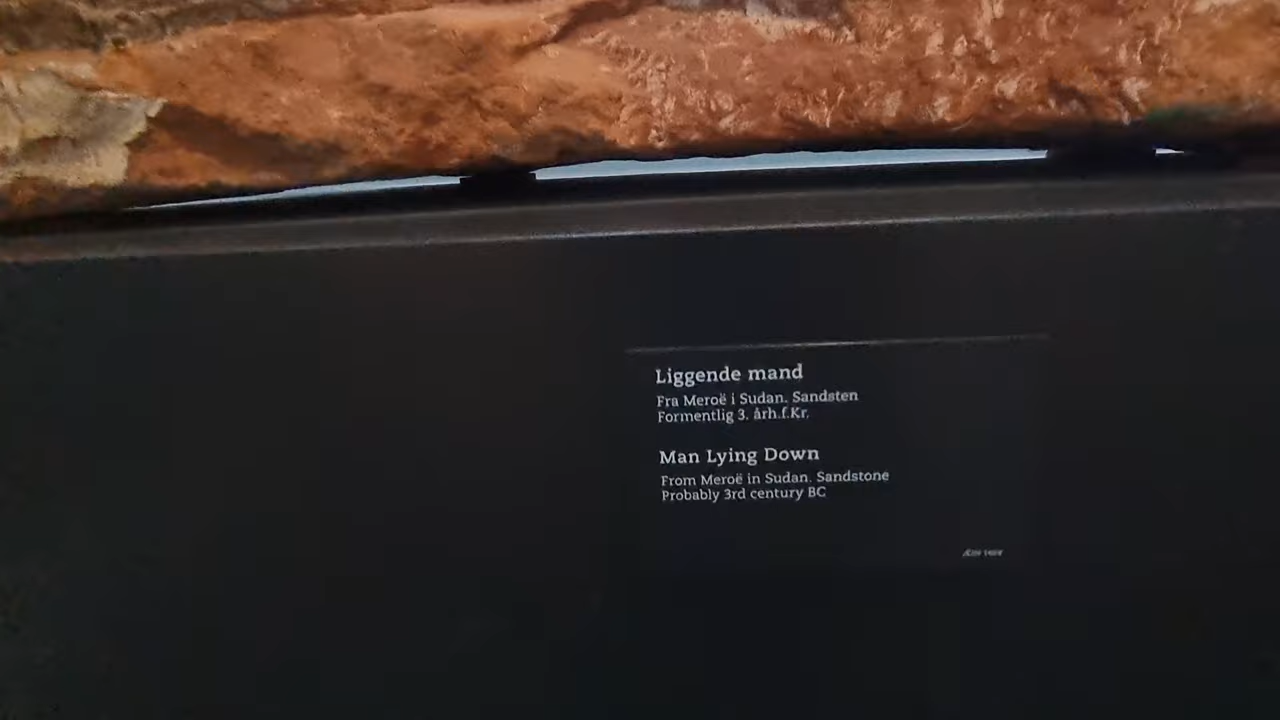 Liggende mand
Fra Meroë i Sudan. Sandsten
Formentlig 3. årh.f.Kr.
Man Lying Down
From Meroë in Sudan. Sandstone
Probably 3rd century BC